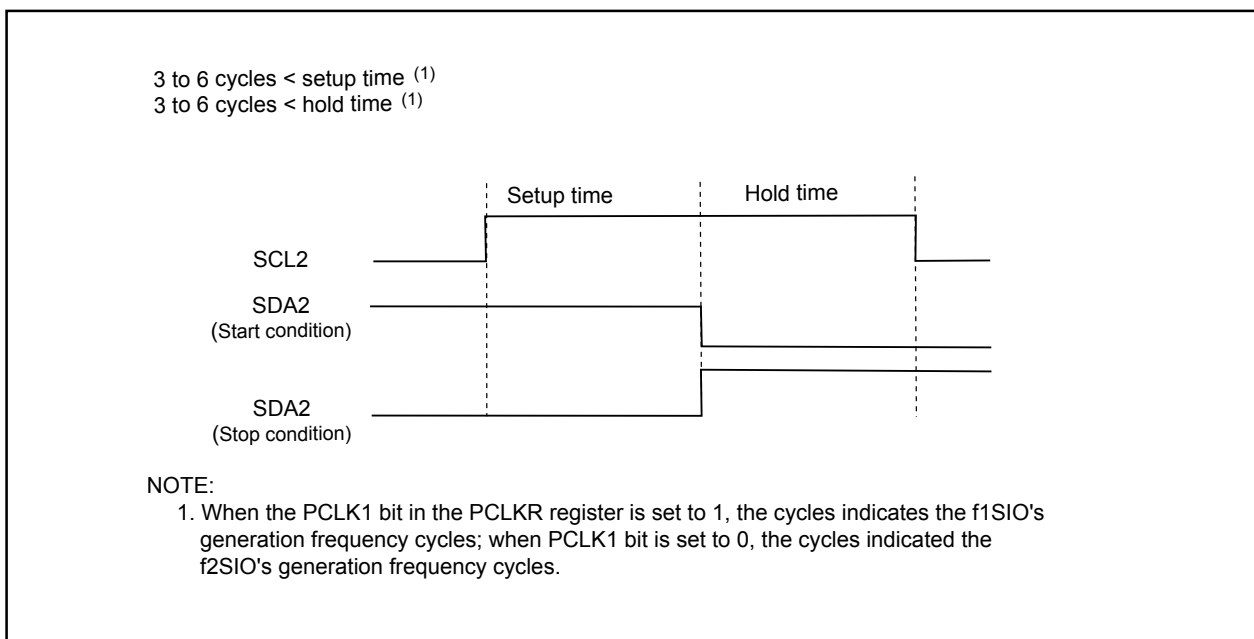 3 to 6 cycles < setup time (1)
3 to 6 cycles < hold time (1)
Setup time
Hold time
SCL2
SDA2
(Start condition)
SDA2
(Stop condition)
NOTE:
1. When the PCLK1 bit in the PCLKR register is set to 1, the cycles indicates the f1SIO's
generation frequency cycles; when PCLK1 bit is set to 0, the cycles indicated the
f2SIO's generation frequency cycles.